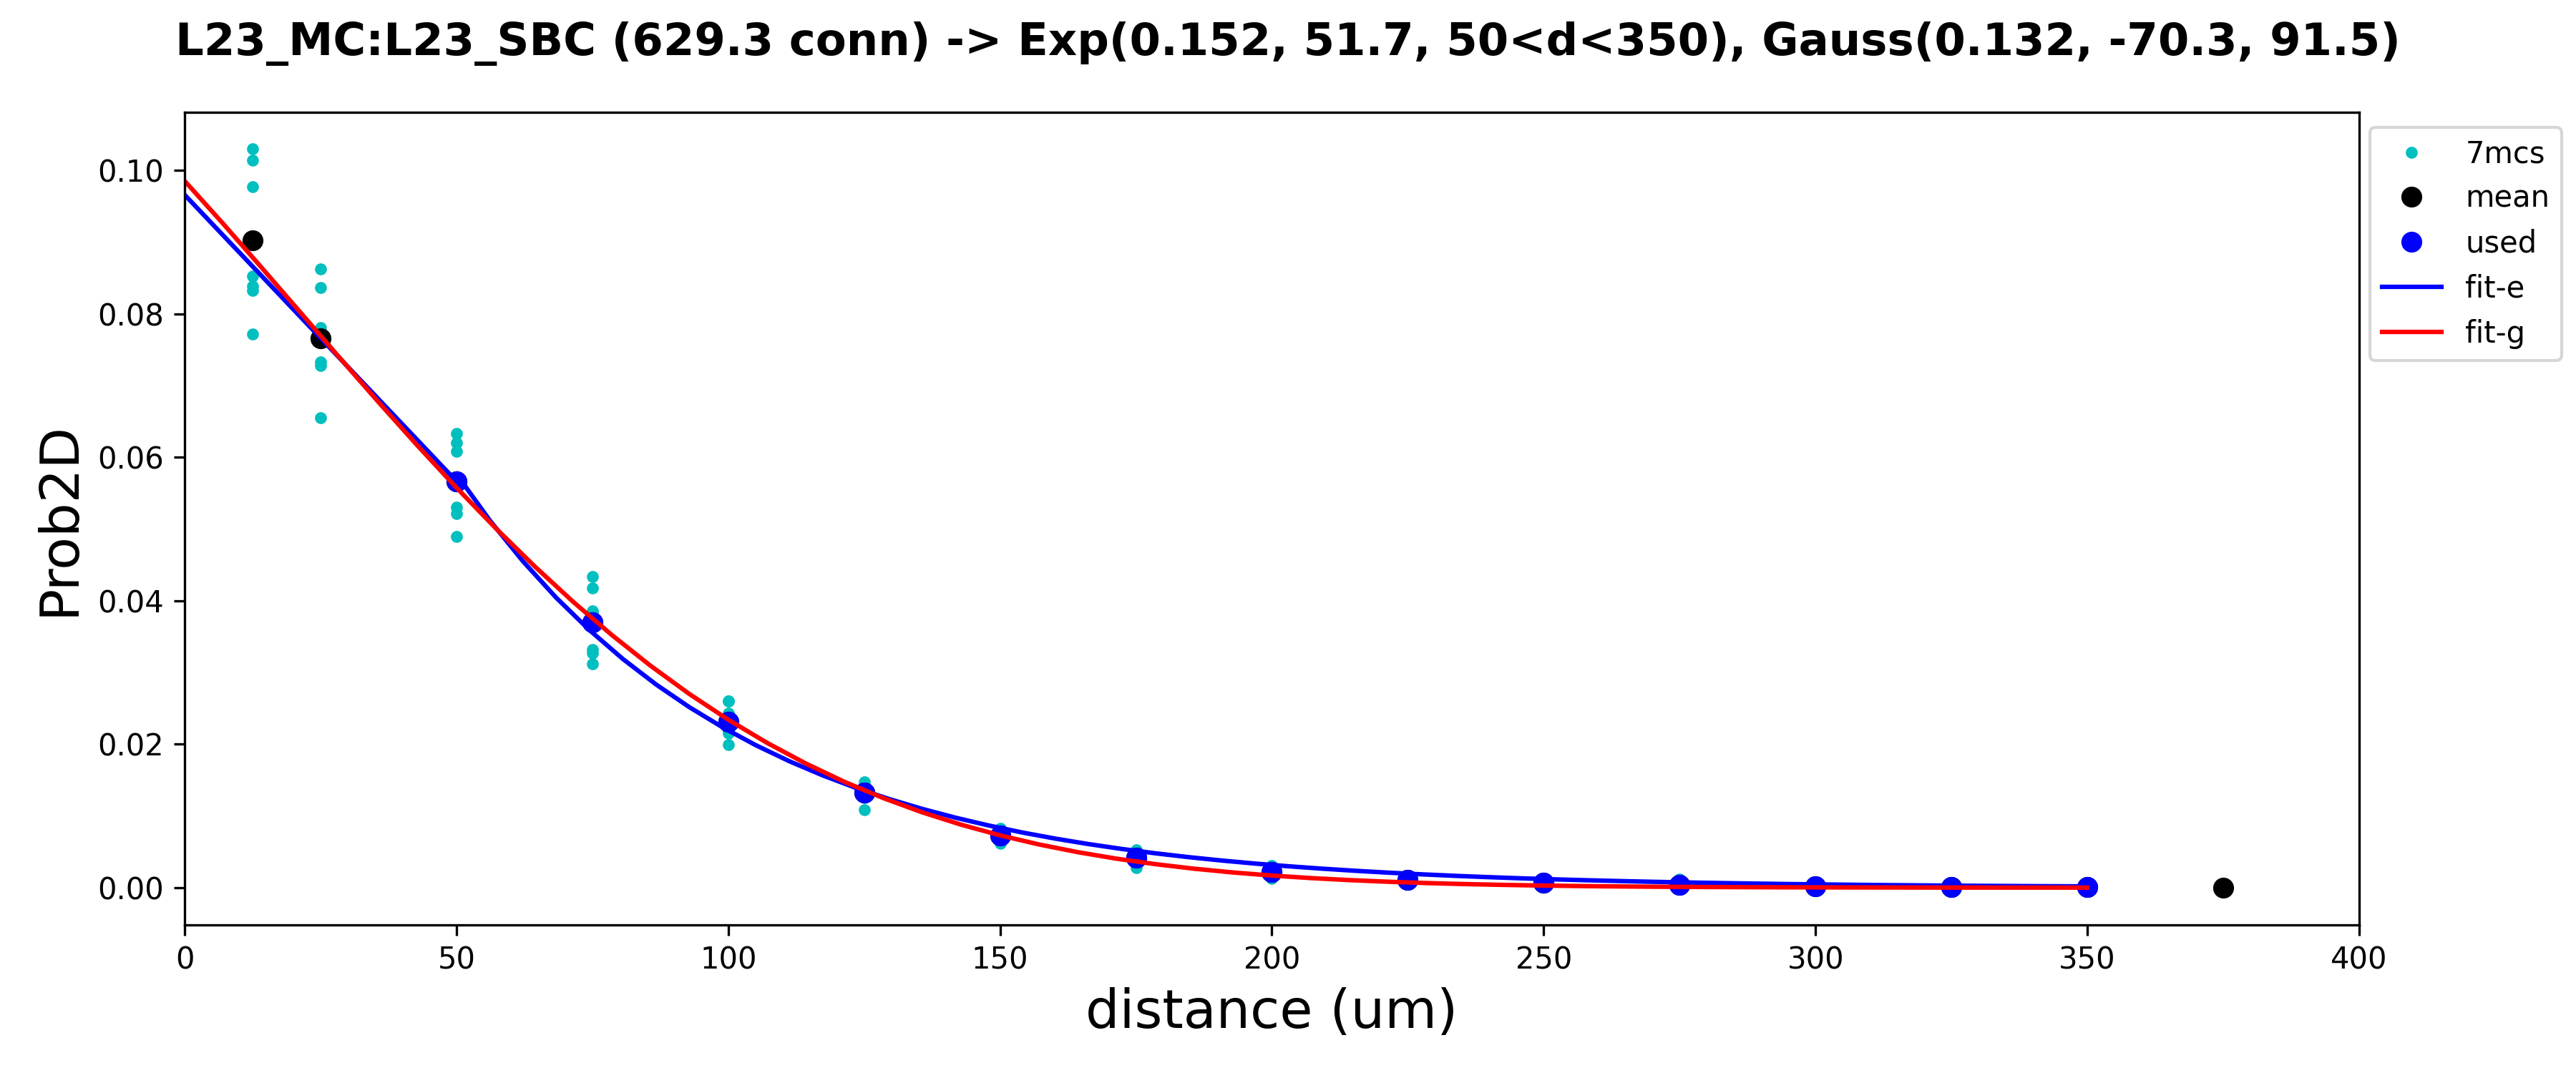 L23_MC:L23_SBC (629.3 conn) -> Exp(0.152, 51.7, 50<d<350), Gauss(0.132, -70.3, 91.5)
7mcs
mean
used
fit-e
fit-g
Prob2D
0.10
0.08
0.06
0.04
0.02
0.00
0 50 100 150 200 250 300 350 400
distance (um)